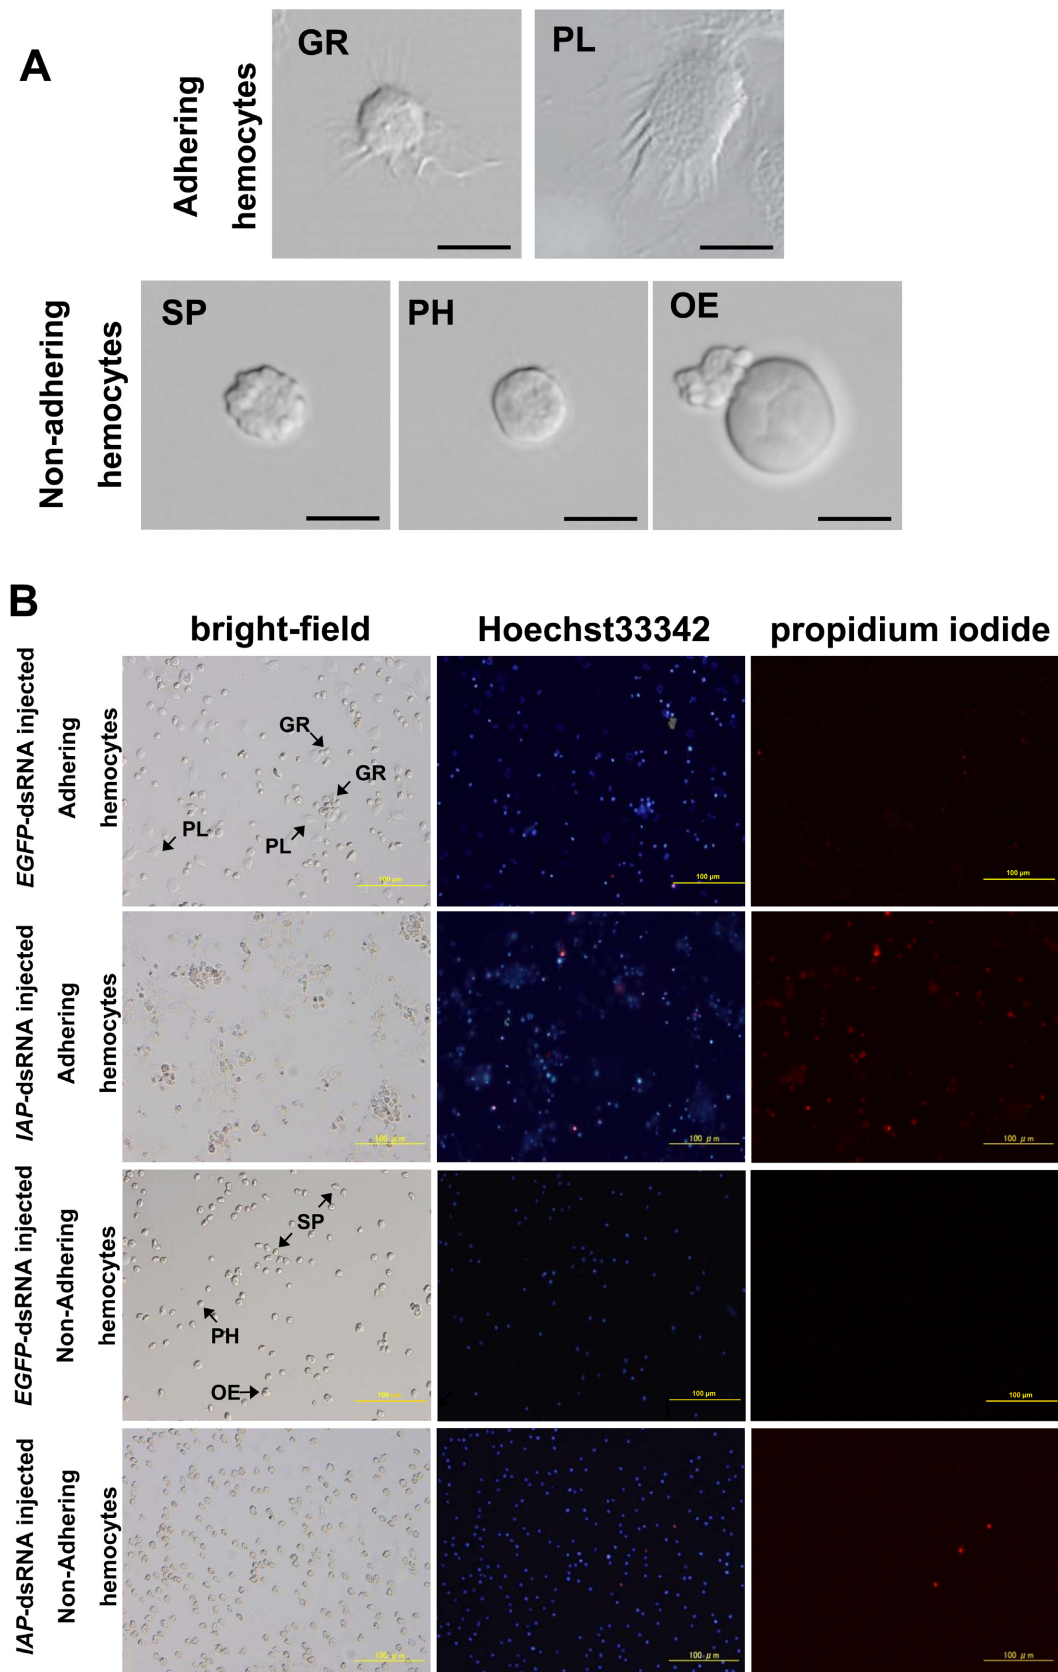 A
Adhering
hemocytes
GR
PL
Non-adhering
hemocytes
SP
PH
OE
B
bright-field
Hoechst33342
propidium iodide
EGFP-dsRNA injected
Adhering
hemocytes
GR
GR
PL
PL
100 µm
100 µm
100 µm
IAP-dsRNA injected
Adhering
hemocytes
100 µm
100 µm
100 µm
EGFP-dsRNA injected
Non-Adhering
hemocytes
SP
PH
OE
100 µm
100 µm
100 µm
IAP-dsRNA injected
Non-Adhering
hemocytes
100 µm
100 µm
100 µm